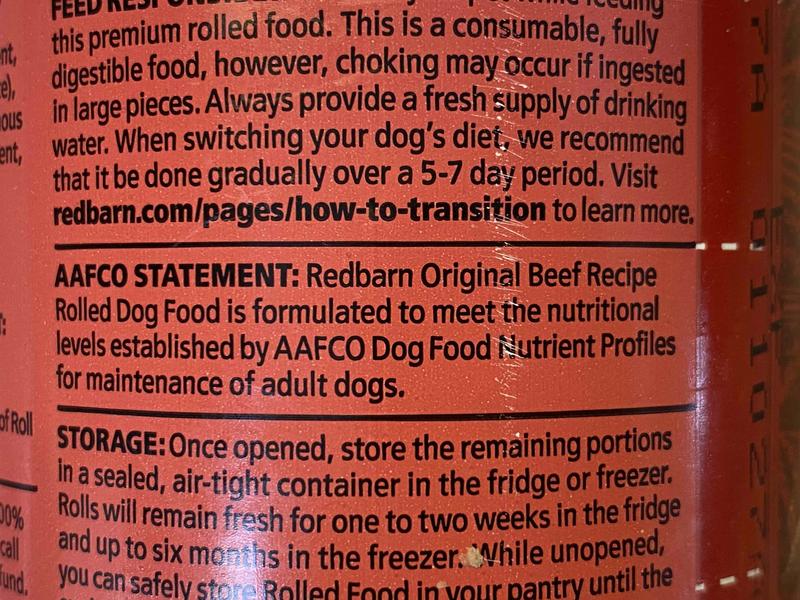 FEED RESPONSIBLY
while feeding
this premium rolled food. This is a consumable, fully
digestible food, however, choking may occur if ingested
in large pieces. Always provide a fresh supply of drinking
water. When switching your dog's diet, we recommend
that it be done gradually over a 5-7 day period. Visit
redbarn.com/pages/how-to-transition to learn more.
AAFCO STATEMENT: Redbarn Original Beef Recipe
Rolled Dog Food is formulated to meet the nutritional
levels established by AAFCO Dog Food Nutrient Profiles
for maintenance of adult dogs.
STORAGE: Once opened, store the remaining portions
in a sealed, air-tight container in the fridge or freezer.
Rolls will remain fresh for one to two weeks in the fridge
and up to six months in the freezer. While unopened,
you can safely store Rolled Food in your pantry until the
of Roll